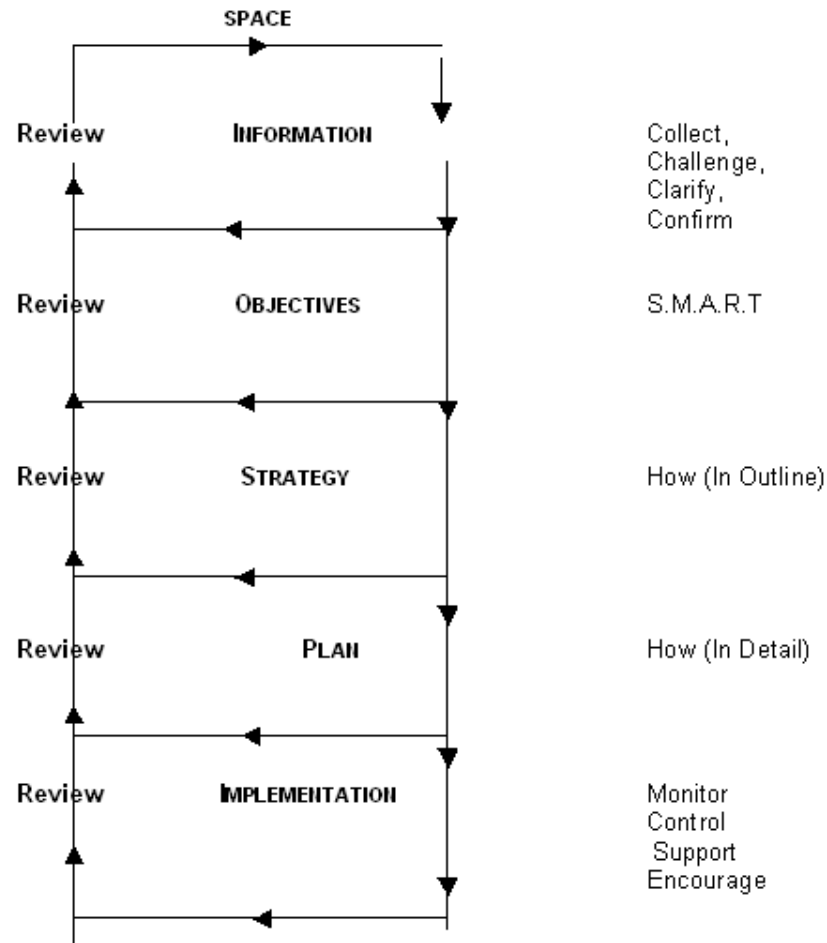 SPACE
Review INFORMATION Collect,
Challenge,
Clarify,
Confirm
Review OBJECTIVES S.M.A.R.T
Review STRATEGY How (In Outline)
Review PLAN How (In Detail)
Review IMPLEMENTATION Monitor
Control
Support
Encourage